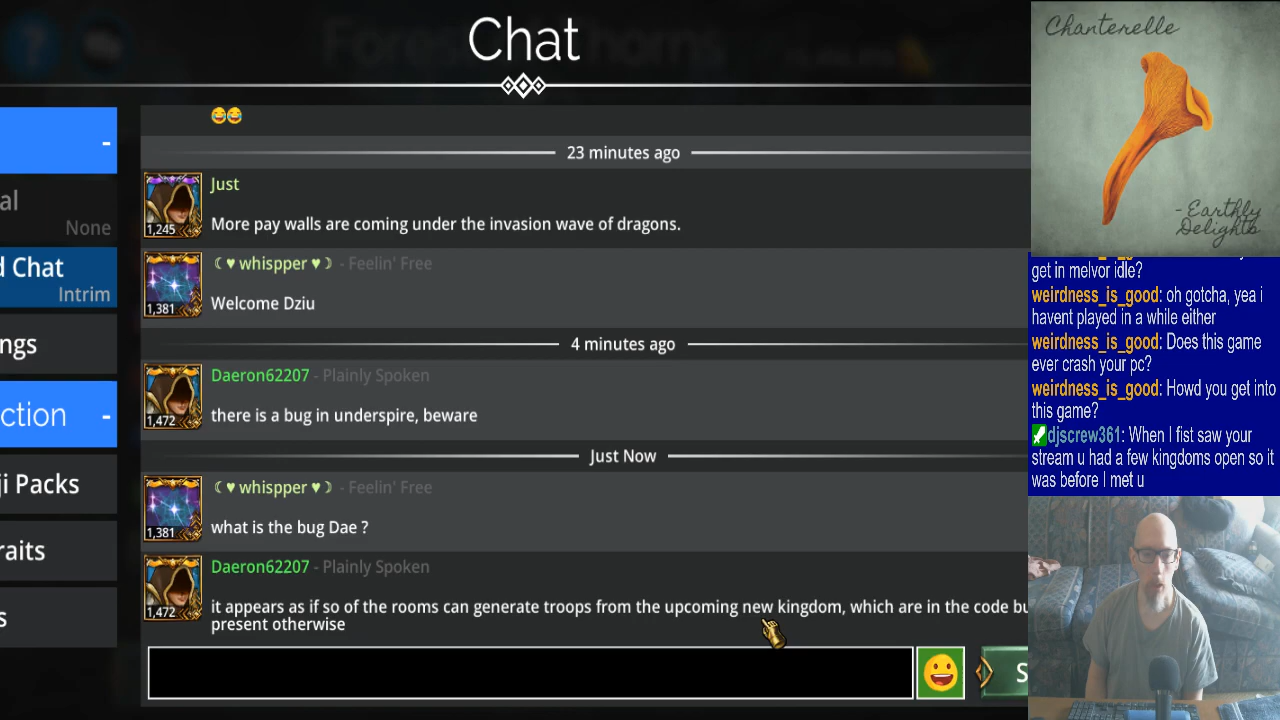 Chat
😂😂
23 minutes ago
Just
1,245
More pay walls are coming under the invasion wave of dragons.
☾♥ whispper ♥☽ - Feelin' Free
1,381
Welcome Dziu
4 minutes ago
Daeron62207 - Plainly Spoken
1,472
there is a bug in underspire, beware
Just Now
☾♥ whispper ♥☽ - Feelin' Free
1,381
what is the bug Dae ?
Daeron62207 - Plainly Spoken
1,472
it appears as if so of the rooms can generate troops from the upcoming new kingdom, which are in the code bu
present otherwise
S
-
al
None
d Chat
Intrim
ngs
ction -
ji Packs
raits
s
Chanterelle
- Earthly
Delights
get in melvor idle?
weirdness_is_good: oh gotcha, yea i
havent played in a while either
weirdness_is_good: Does this game
ever crash your pc?
weirdness_is_good: Howd you get into
this game?
djscrew361: When I fist saw your
stream u had a few kingdoms open so it
was before I met u